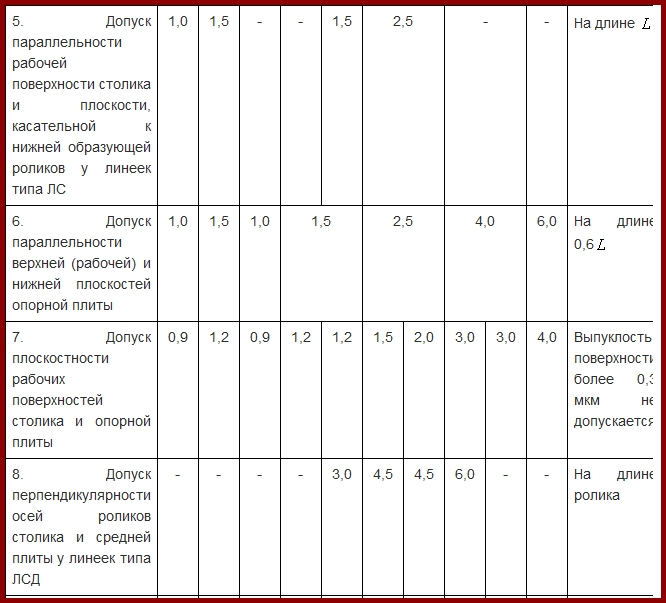 5. Допуск 1,0 1,5 - - 1,5 2,5 - - На длине L
параллельности
рабочей
поверхности столика
и плоскости,
касательной к
нижней образующей
роликов у линеек
типа ЛС
6. Допуск 1,0 1,5 1,0 1,5 2,5 4,0 6,0 На длине
параллельности 0,6 L
верхней (рабочей) и
нижней плоскостей
опорной плиты
7. Допуск 0,9 1,2 0,9 1,2 1,2 1,5 2,0 3,0 3,0 4,0 Выпуклость
плоскостности поверхности
рабочих более 0,3
поверхностей мкм не
столика и опорной допускается
плиты
8. Допуск - - - - 3,0 4,5 4,5 6,0 - - На длине
перпендикулярности ролика
осей роликов
столика и средней
плиты у линеек типа
ЛСД